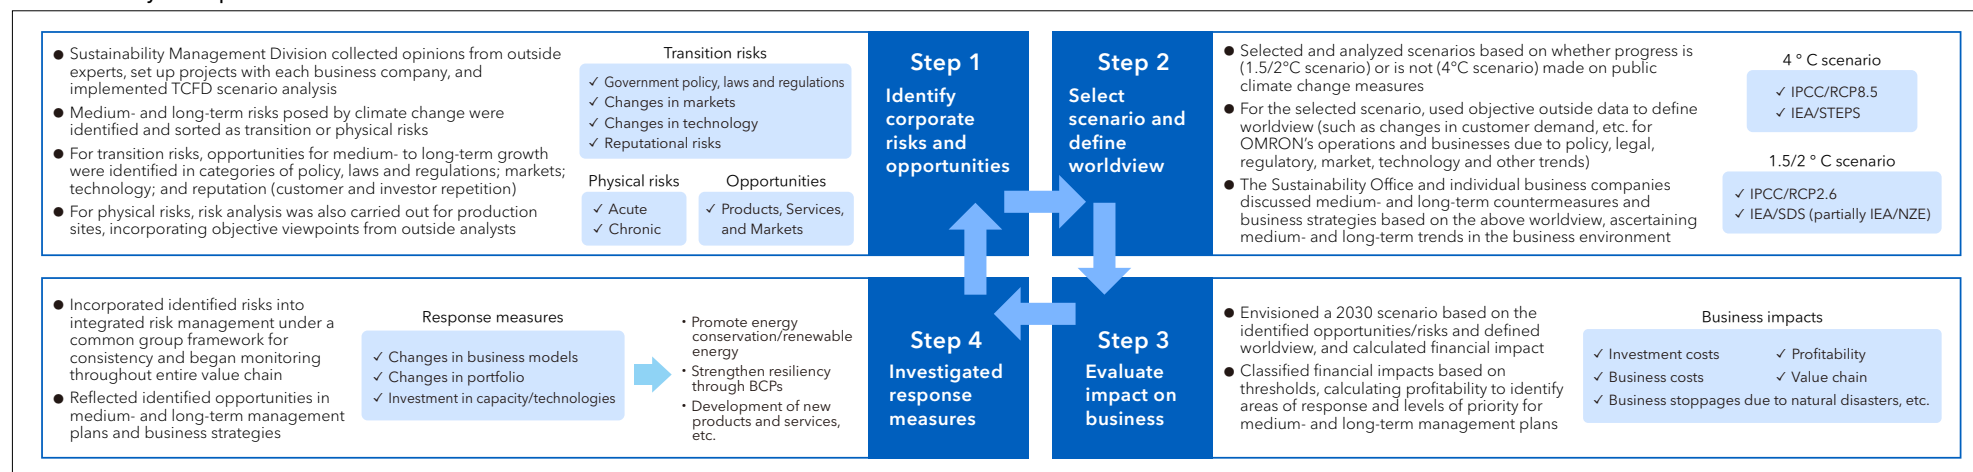 ● Sustainability Management Division collected opinions from outside
experts, set up projects with each business company, and
implemented TCFD scenario analysis
● Medium- and long-term risks posed by climate change were
identified and sorted as transition or physical risks
● For transition risks, opportunities for medium- to long-term growth
were identified in categories of policy, laws and regulations; markets;
technology; and reputation (customer and investor repetition)
● For physical risks, risk analysis was also carried out for production
sites, incorporating objective viewpoints from outside analysts
Transition risks
✓ Government policy, laws and regulations
✓ Changes in markets
✓ Changes in technology
✓ Reputational risks
Physical risks
✓ Acute
✓ Chronic
Opportunities
✓ Products, Services,
and Markets
Step 1
Identify
corporate
risks and
opportunities
Step 2
Select
scenario and
define
worldview
● Selected and analyzed scenarios based on whether progress is
(1.5/2°C scenario) or is not (4°C scenario) made on public
climate change measures
● For the selected scenario, used objective outside data to define
worldview (such as changes in customer demand, etc. for
OMRON's operations and businesses due to policy, legal,
regulatory, market, technology and other trends)
● The Sustainability Office and individual business companies
discussed medium- and long-term countermeasures and
business strategies based on the above worldview, ascertaining
medium- and long-term trends in the business environment
4 ° C scenario
✓ IPCC/RCP8.5
✓ IEA/STEPS
1.5/2 ° C scenario
✓ IPCC/RCP2.6
✓ IEA/SDS (partially IEA/NZE)
● Incorporated identified risks into
integrated risk management under a
common group framework for
consistency and began monitoring
throughout entire value chain
● Reflected identified opportunities in
medium- and long-term management
plans and business strategies
Response measures
✓ Changes in business models
✓ Changes in portfolio
✓ Investment in capacity/technologies
・Promote energy
conservation/renewable
energy
・Strengthen resiliency
through BCPs
・Development of new
products and services,
etc.
Step 4
Investigated
response
measures
Step 3
Evaluate
impact on
business
● Envisioned a 2030 scenario based on the
identified opportunities/risks and defined
worldview, and calculated financial impact
● Classified financial impacts based on
thresholds, calculating profitability to identify
areas of response and levels of priority for
medium- and long-term management plans
Business impacts
✓ Investment costs ✓ Profitability
✓ Business costs ✓ Value chain
✓ Business stoppages due to natural disasters, etc.